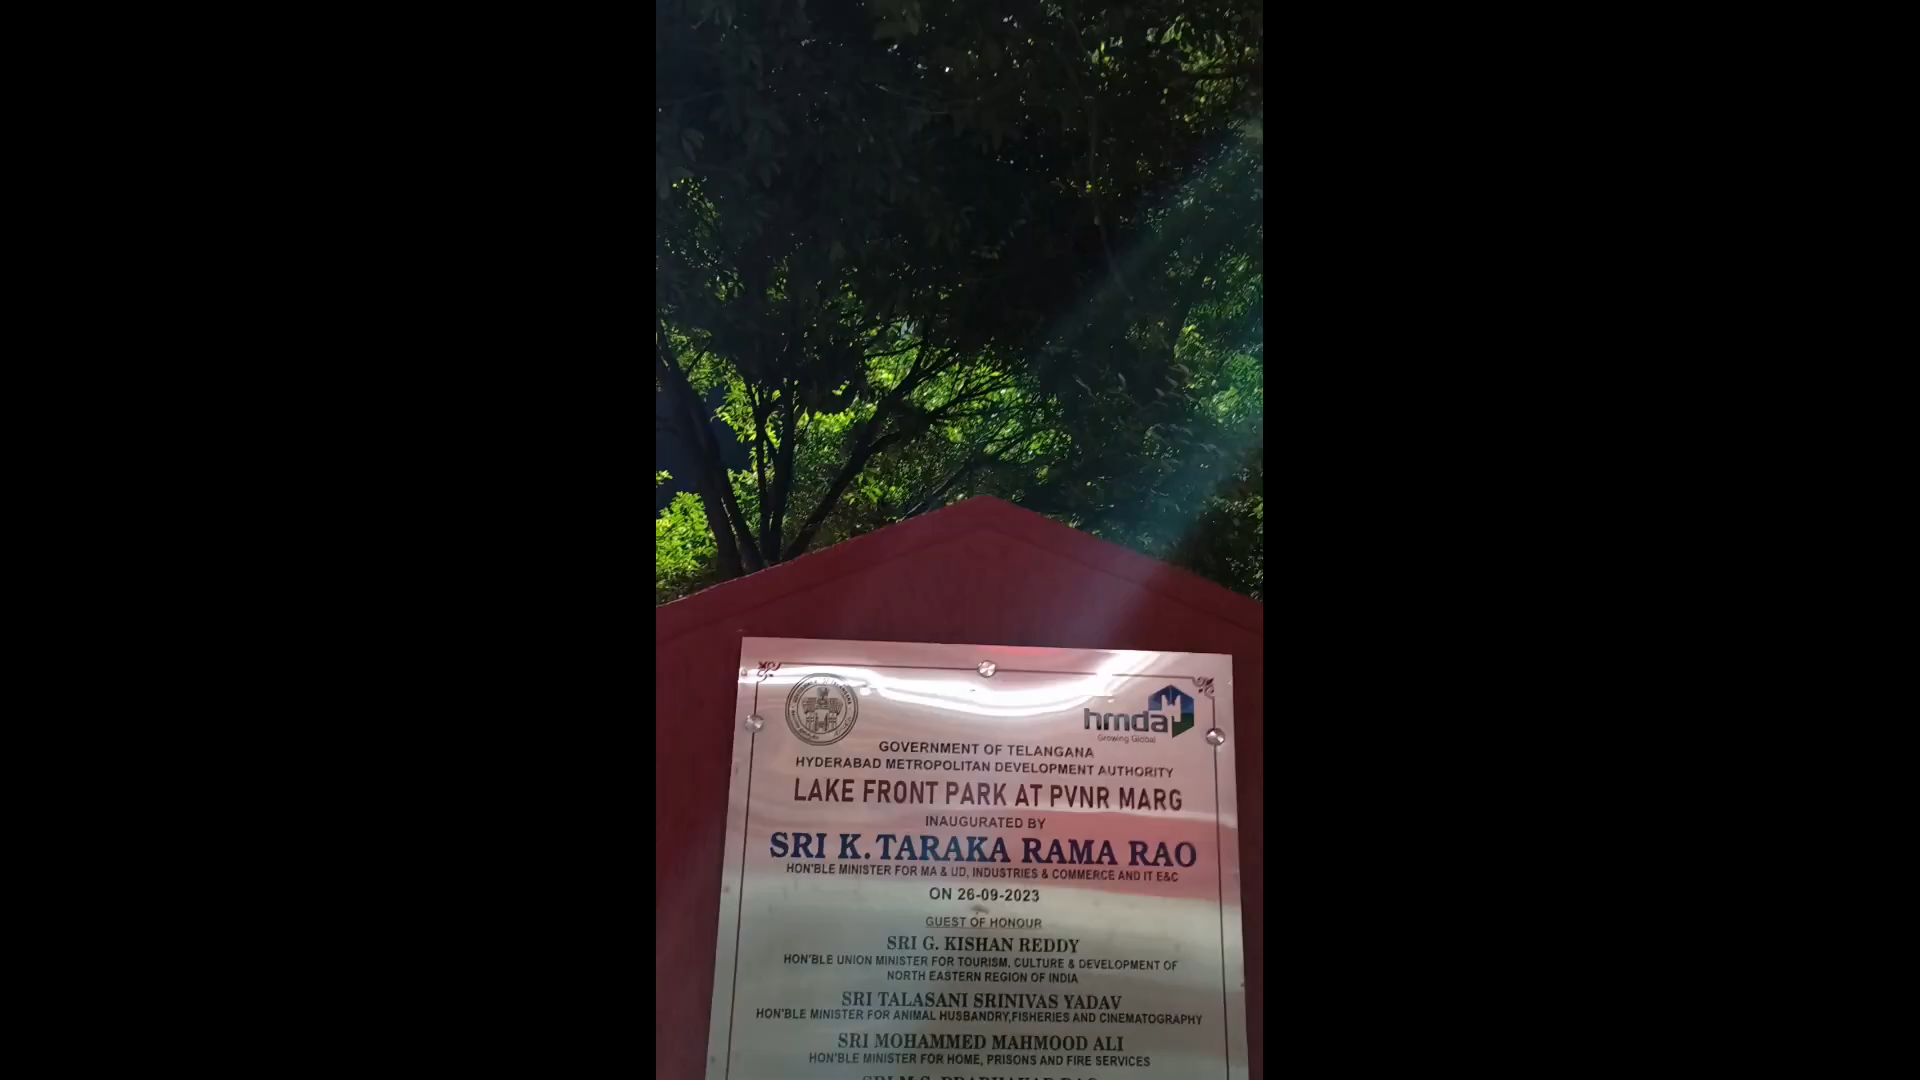 hmda
Growing Global
GOVERNMENT OF TELANGANA
HYDERABAD METROPOLITAN DEVELOPMENT AUTHORITY
LAKE FRONT PARK AT PVNR MARG
INAUGURATED BY
SRI K. TARAKA RAMA RAO
HON'BLE MINISTER FOR MA & UD, INDUSTRIES & COMMERCE AND IT E&C
ON 26-09-2023
GUEST OF HONOUR
SRI G. KISHAN REDDY
HON'BLE UNION MINISTER FOR TOURISM, CULTURE & DEVELOPMENT OF
NORTH EASTERN REGION OF INDIA
SRI TALASANI SRINIVAS YADAV
HON'BLE MINISTER FOR ANIMAL HUSBANDRY,FISHERIES AND CINEMATOGRAPHY
SRI MOHAMMED MAHMOOD ALI
HON'BLE MINISTER FOR HOME, PRISONS AND FIRE SERVICES